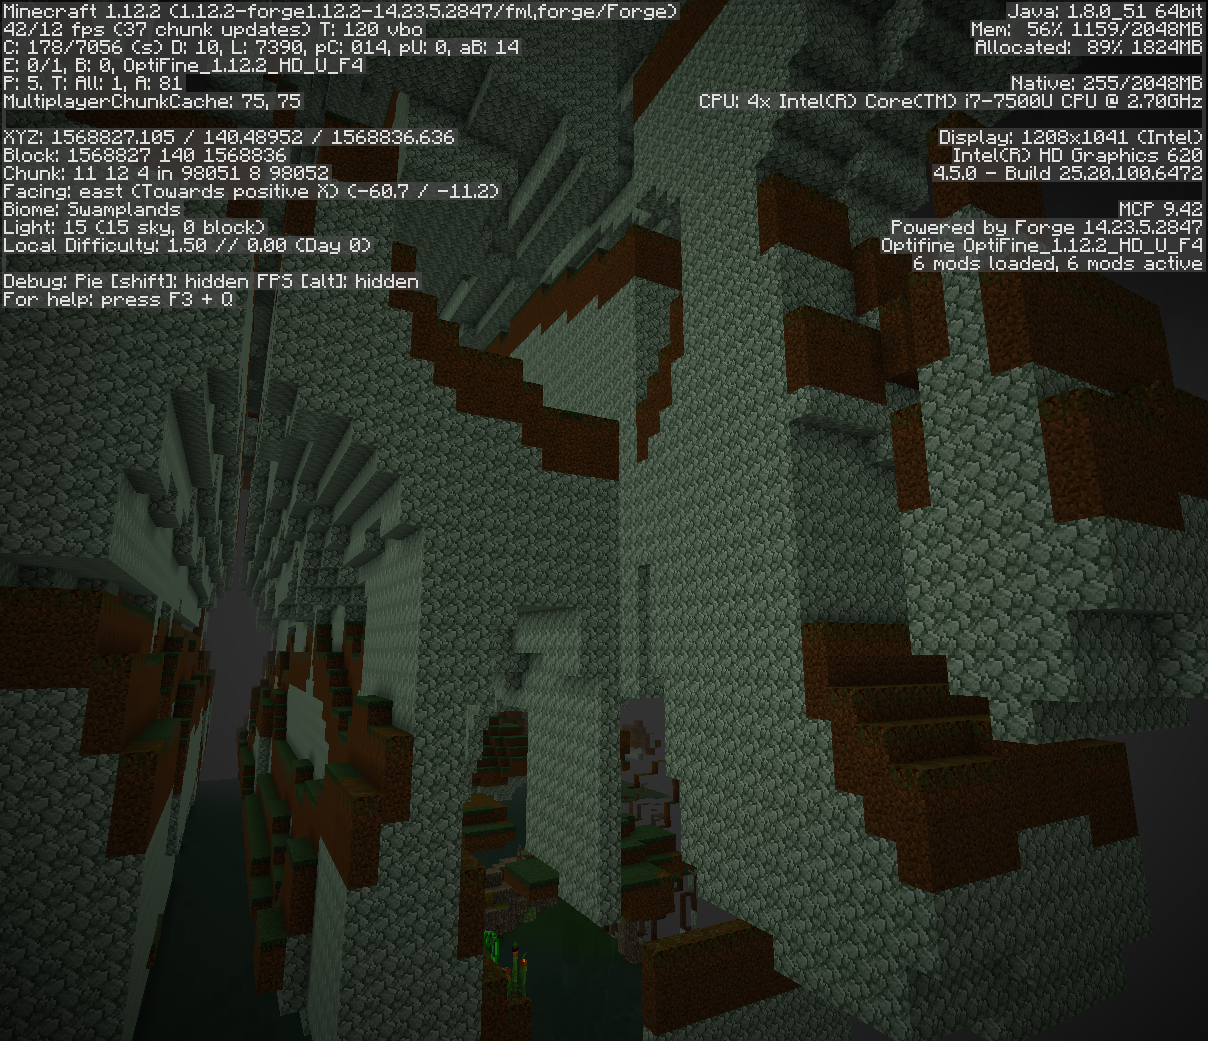 Minecraft 1.12.2 (1.12.2-forge1.12.2-14.23.5.2847/fml,forge/Forge)
42/12 fps (37 chunk updates) T: 120 vbo
C: 178/7056 (s) D: 10, L: 7390, pC: 014, pU: 0, aB: 14
E: 0/1, B: 0, OptiFine_1.12.2_HD_U_F4
P: 5. T: All: 1, A: 81
MultiplayerChunkCache: 75, 75
XYZ: 1568827.105 / 140.48952 / 1568836.636
Block: 1568827 140 1568836
Chunk: 11 12 4 in 98051 8 98052
Facing: east (Towards positive X) (-60.7 / -11.2)
Biome: Swamplands
Light: 15 (15 sky, 0 block)
Local Difficulty: 1.50 // 0.00 (Day 0)
Debug: Pie [shift]: hidden FPS [alt]: hidden
For help: press F3 + Q
Java: 1.8.0_51 64bit
Mem: 56% 1159/2048MB
Allocated: 89% 1824MB
Native: 255/2048MB
CPU: 4x Intel(R) Core(TM) i7-7500U CPU @ 2.70GHz
Display: 1208x1041 (Intel)
Intel(R) HD Graphics 620
4.5.0 - Build 25.20.100.6472
MCP 9.42
Powered by Forge 14.23.5.2847
Optifine OptiFine_1.12.2_HD_U_F4
6 mods loaded, 6 mods active